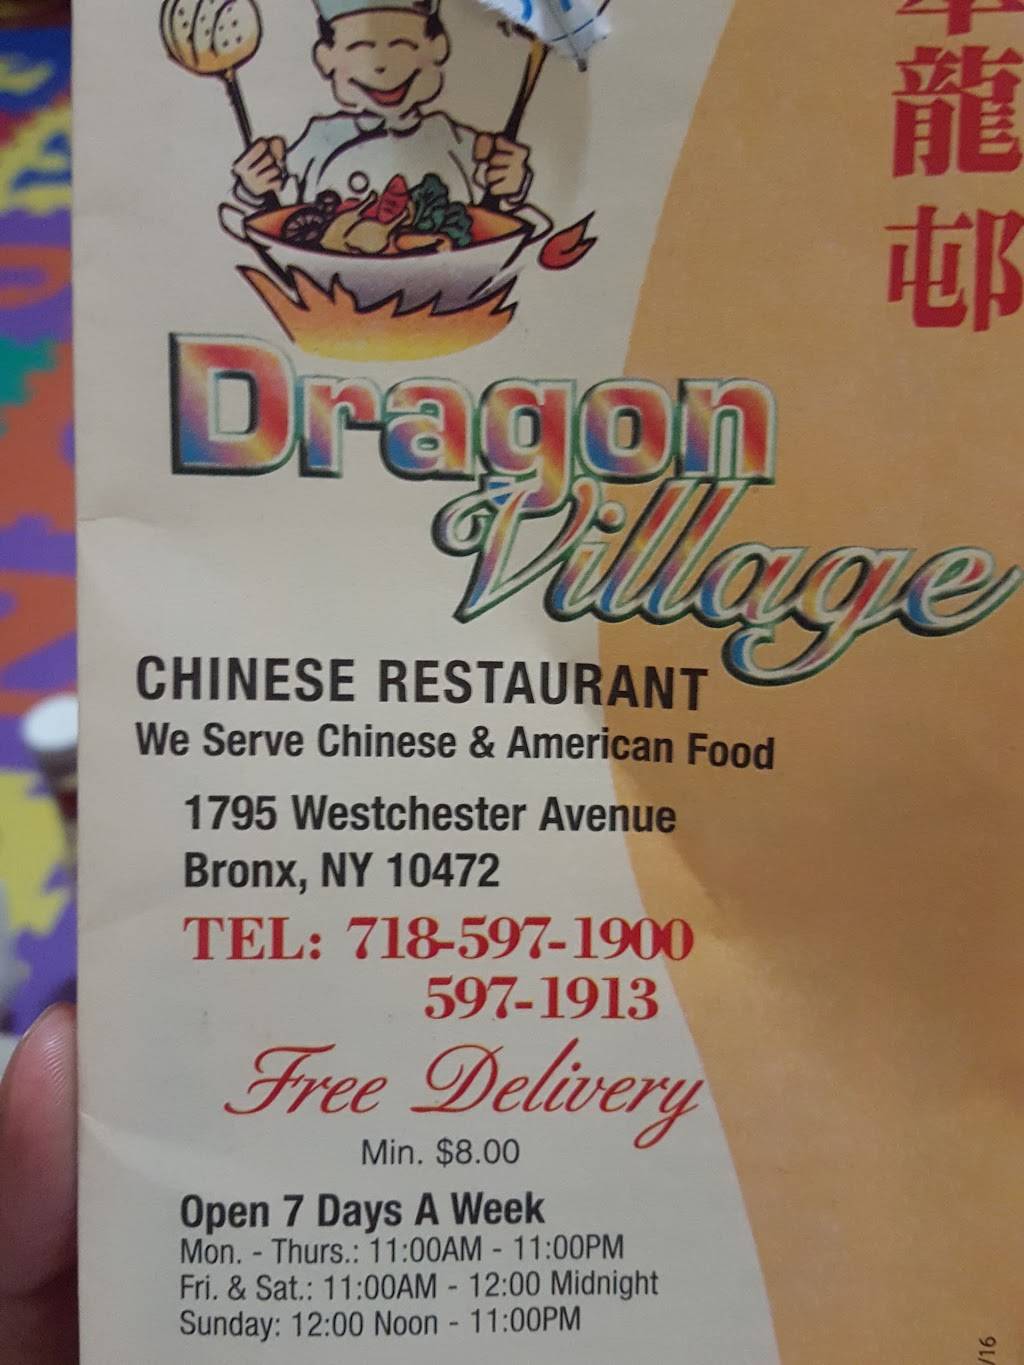 龍
邨
Dragon
Village
CHINESE RESTAURANT
We Serve Chinese & American Food
1795 Westchester Avenue
Bronx, NY 10472
TEL: 718-597-1900
597-1913
Free Delivery
Min. $8.00
Open 7 Days A Week
Mon. - Thurs.: 11:00AM - 11:00PM
Fri. & Sat.: 11:00AM - 12:00 Midnight
Sunday: 12:00 Noon - 11:00PM
/16